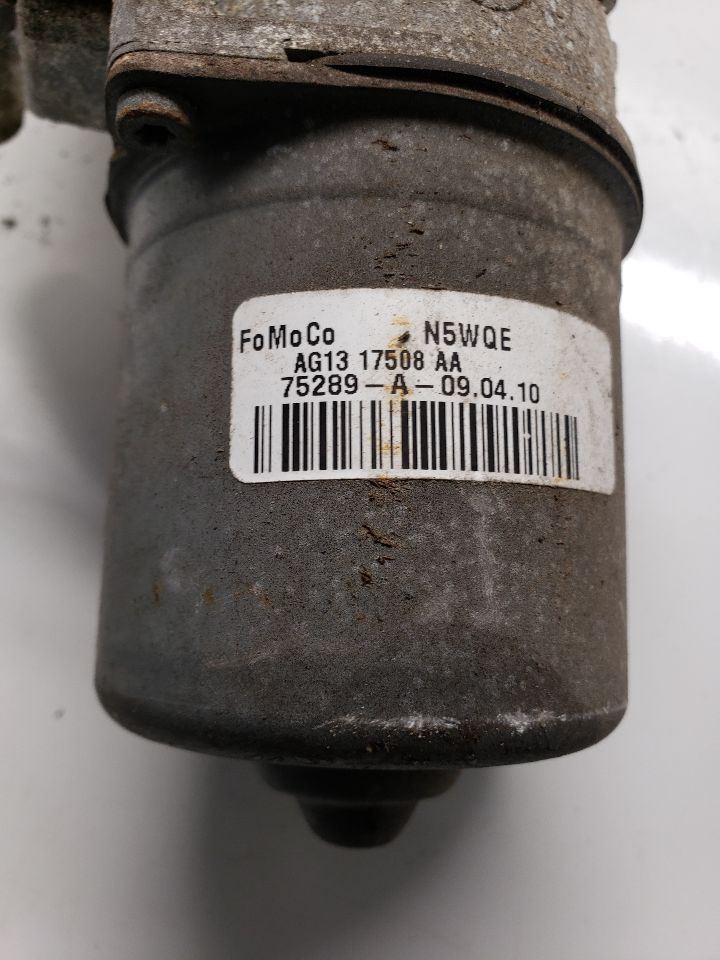 FoMoCo N5WQE
AG13 17508 AA
75289-A-09.04.10